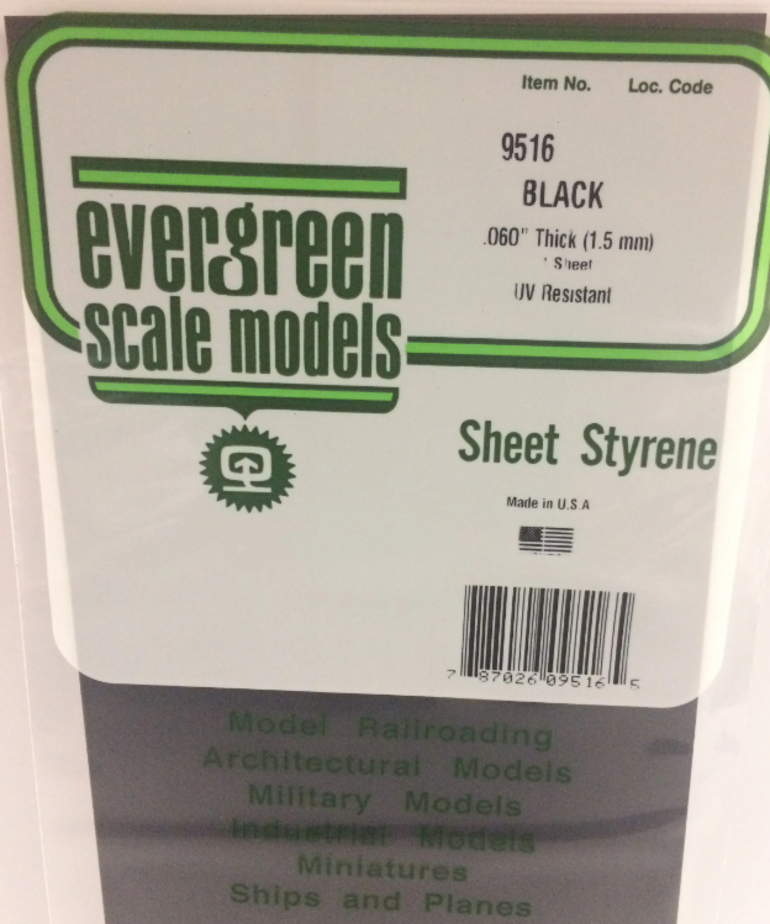 Item No. Loc. Code
9516
BLACK
.060" Thick (1.5 mm)
Sheet
UV Resistant
evergreen
scale models
Sheet Styrene
Made in U.S.A
7 87026 09516 5
Model Railroading
Architectural Models
Military Models
Industrial Models
Miniatures
Ships and Planes